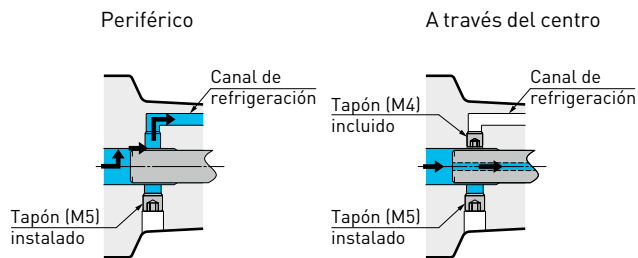 Periférico
Canal de
refrigeración
Tapón (M5)
instalado
A través del centro
Canal de
refrigeración
Tapón (M4)
incluido
Tapón (M5)
instalado